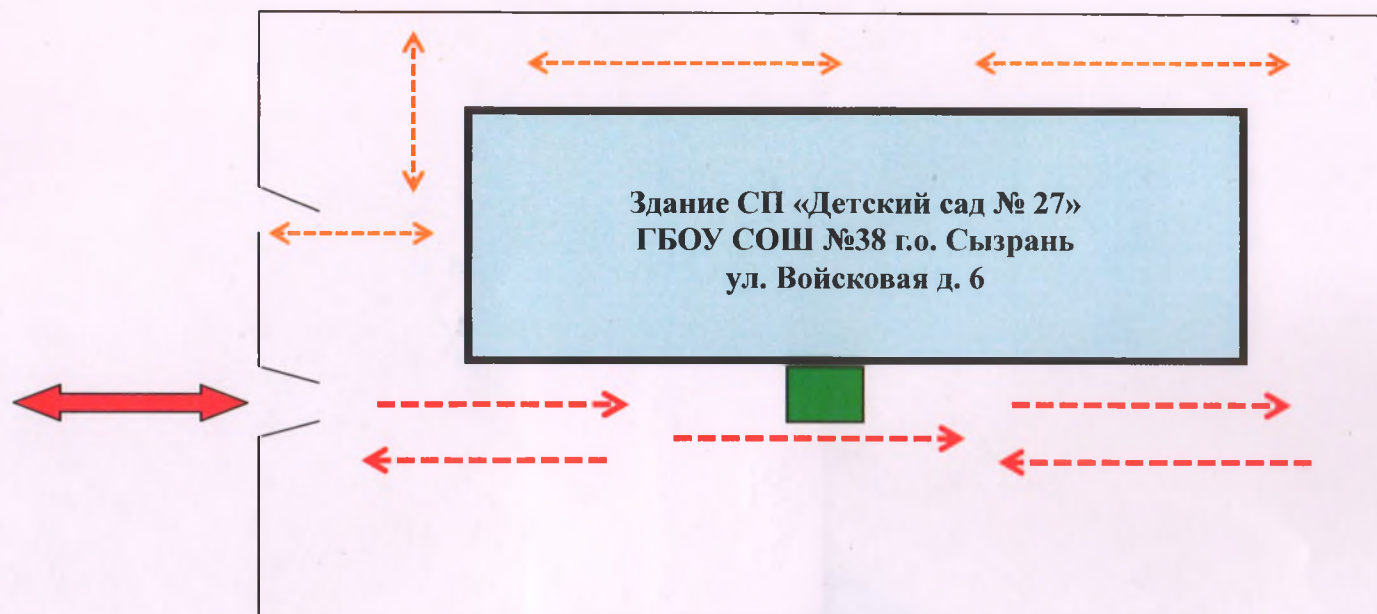 Здание СП «Детский сад № 27»
ГБОУ СОШ №38 г.о. Сызрань
ул. Войсковая д. 6